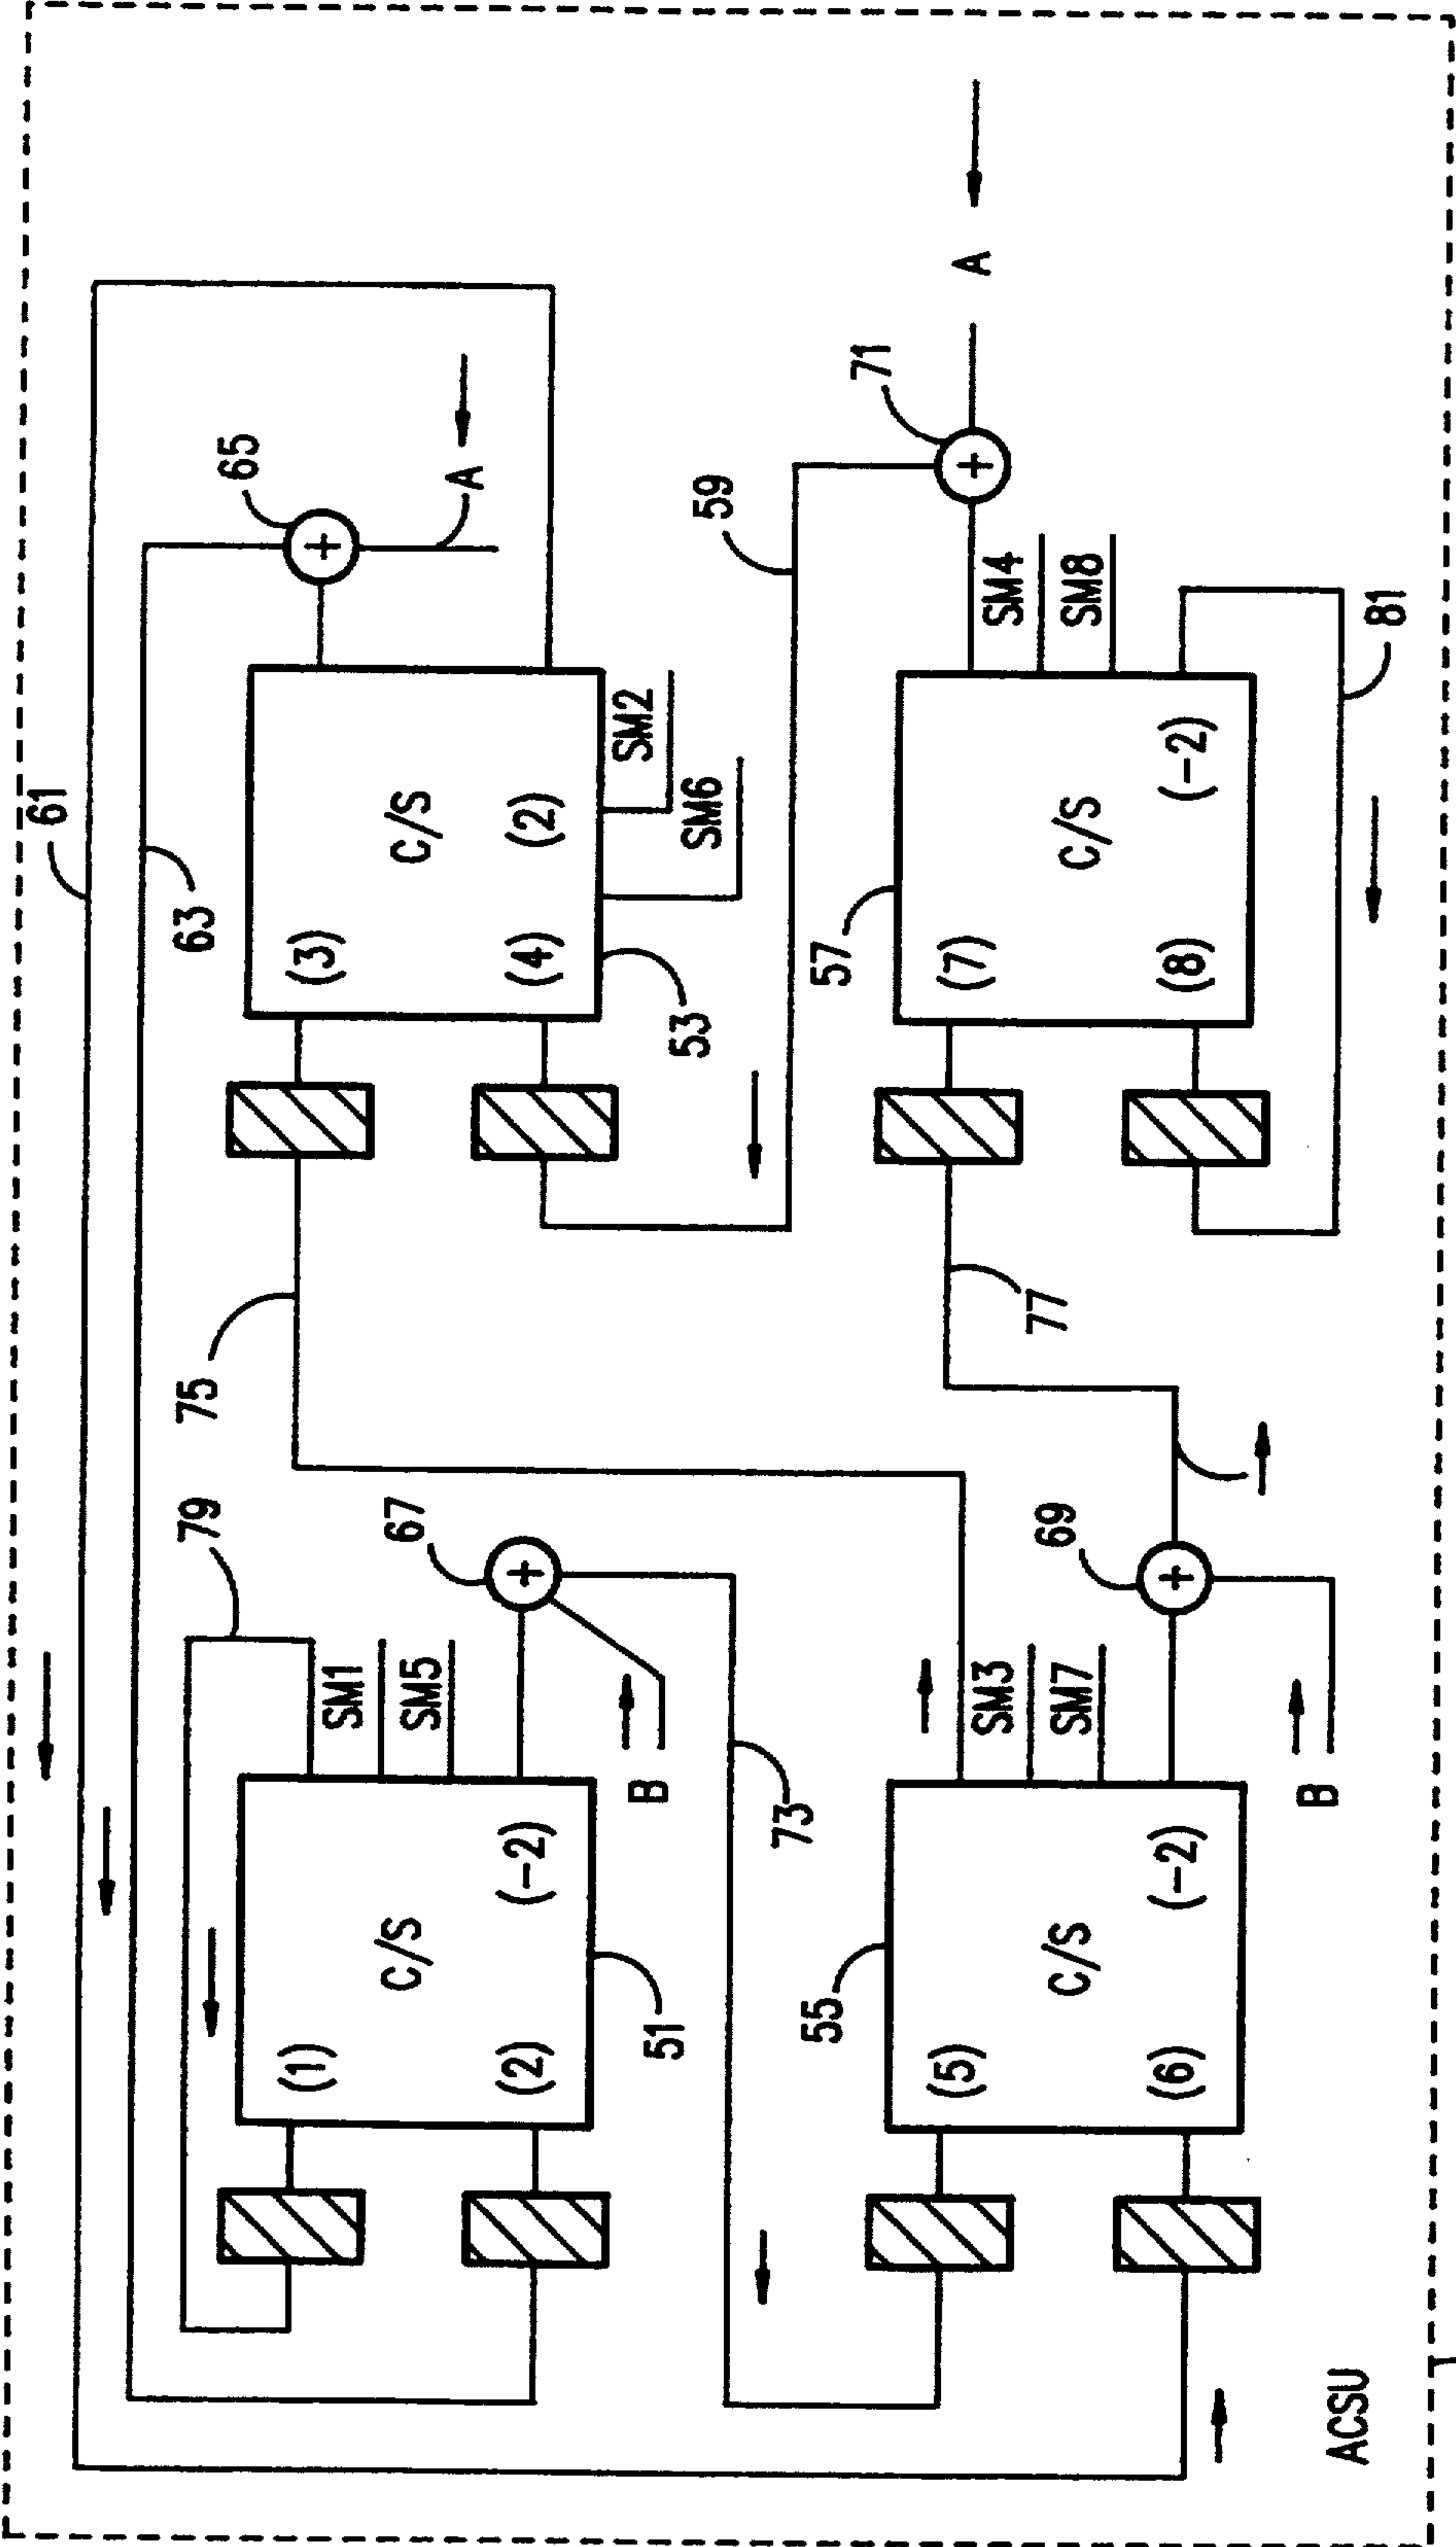 61
63
79
75
65
(1)
(3)
SM1
C/S
67
C/S
SM5
A
(2)
(-2)
(4)
(2)
SM2
B
51
53
SM6
59
73
55
57
71
(5)
(7)
SM3
SM4
A
77
69
C/S
SM7
C/S
SM8
(6)
(-2)
(8)
(-2)
B
ACSU
81